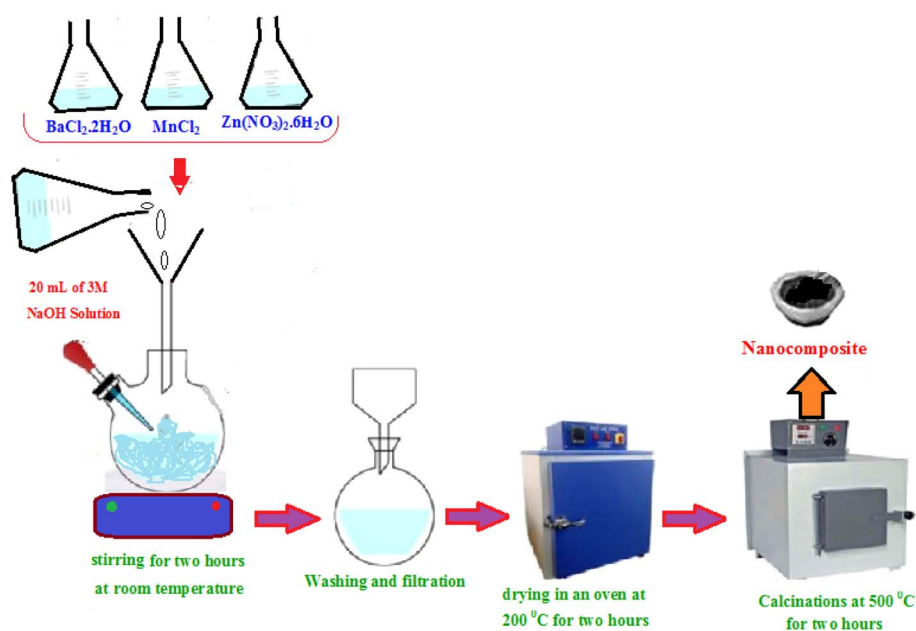 BaCl₂.2H₂O MnCl₂ Zn(NO₃)₂.6H₂O
20 mL of 3M
NaOH Solution
Nanocomposite
stirring for two hours
at room temperature
Washing and filtration
drying in an oven at
200 ⁰C for two hours
Calcinations at 500 ⁰C
for two hours